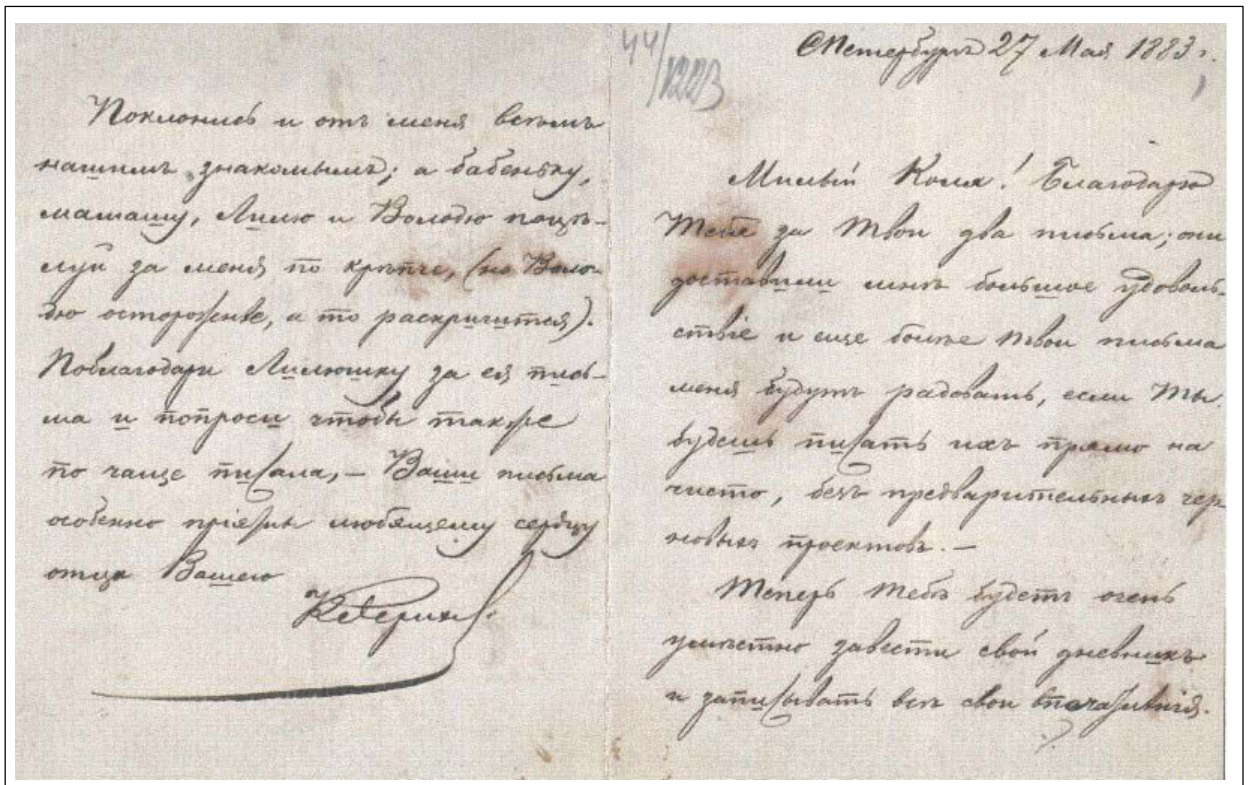 СПетербургъ 27 Мая 1883 г.
44
Милый Коля! Благодарю
Тебя за Твои два письма; они
доставили мнѣ большое удоволь-
ствіе и еще болѣе твои письма
меня будутъ радовать, если Ты
будешь писать ихъ прямо на
чисто, безъ предварительныхъ чер
новыхъ проектовъ. —
Теперь Тебѣ будетъ очень
умѣстно завести свой дневникъ
и записывать всѣ свои впечатлѣнія.
Поклонись и отъ меня всѣмъ
нашимъ знакомымъ; а бабеньку,
мамашу, Лилю и Володю поцѣ-
луй за меня по крѣпче, (но Воло-
дю осторожнѣе, а то раскричится).
Поблагодари Лилюшку за ея пись-
ма и попроси чтобы также
по чаще писала, — Ваши письма
особенно пріятны любящему сердцу
отца Вашего
Рерихъ